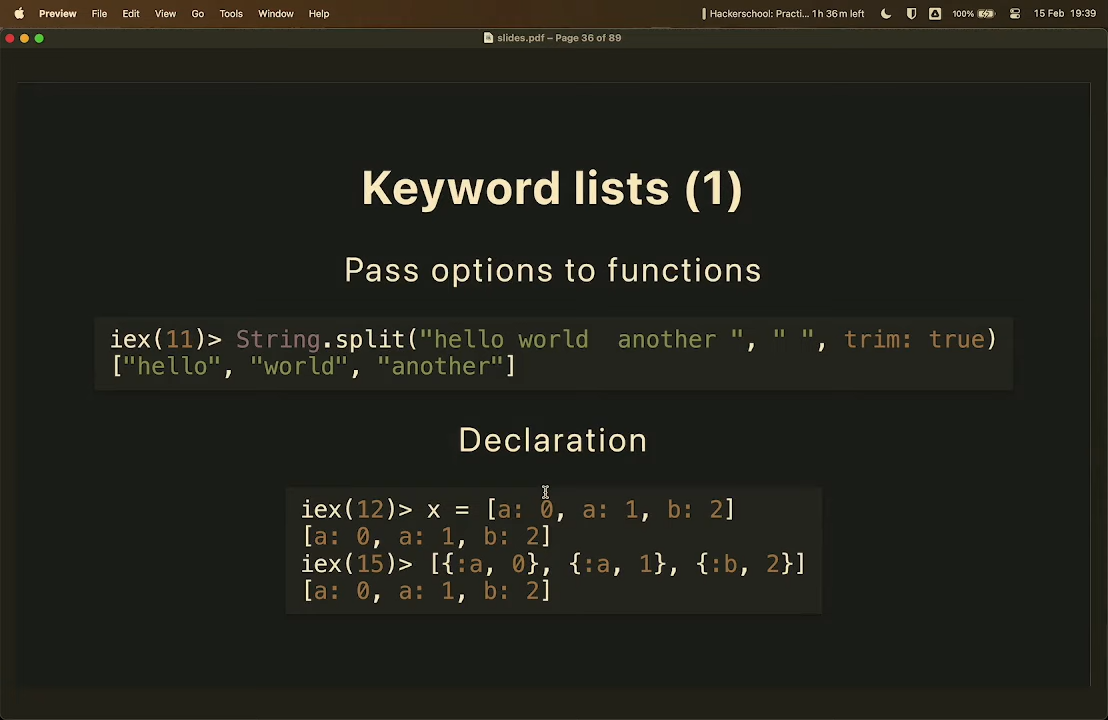 Preview File Edit View Go Tools Window Help Hackerschool: Practi... 1h 36m left 100% 15 Feb 19:39
slides.pdf – Page 36 of 89
Keyword lists (1)
Pass options to functions
iex(11)> String.split("hello world  another ", " ", trim: true)
["hello", "world", "another"]
Declaration
iex(12)> x = [a: 0, a: 1, b: 2]
[a: 0, a: 1, b: 2]
iex(15)> [{:a, 0}, {:a, 1}, {:b, 2}]
[a: 0, a: 1, b: 2]